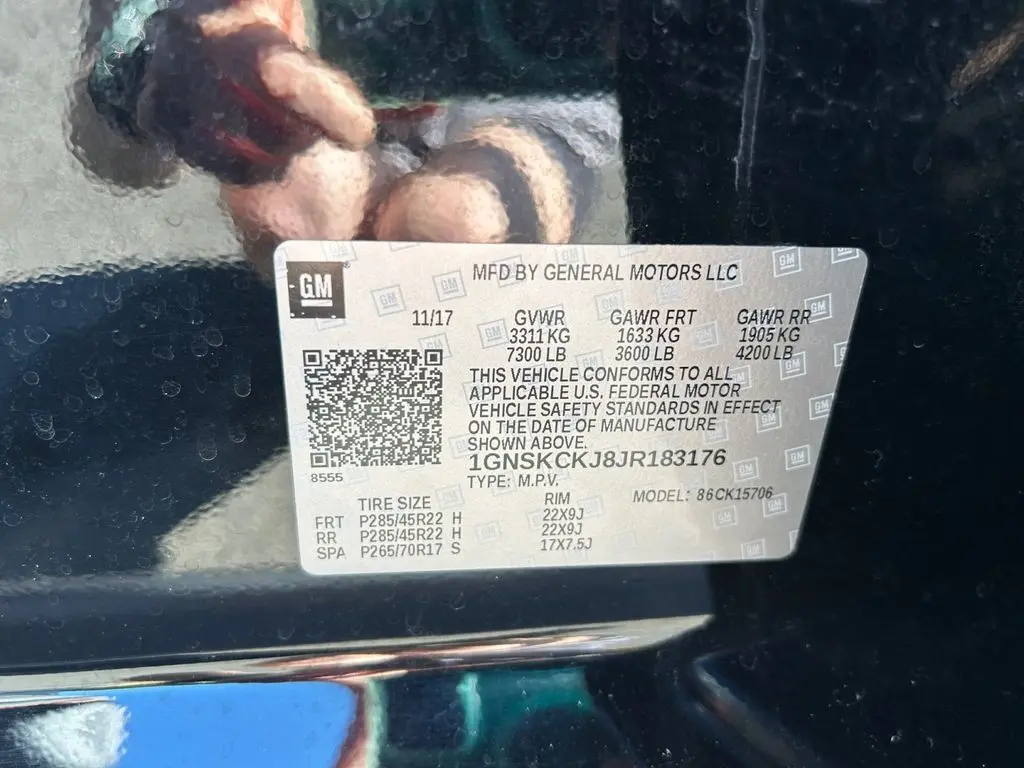 GM
MFD BY GENERAL MOTORS LLC
11/17 GVWR GAWR FRT GAWR RR
3311 KG 1633 KG 1905 KG
7300 LB 3600 LB 4200 LB
THIS VEHICLE CONFORMS TO ALL
APPLICABLE U.S. FEDERAL MOTOR
VEHICLE SAFETY STANDARDS IN EFFECT
ON THE DATE OF MANUFACTURE
SHOWN ABOVE.
8555
1GNSKCKJ8JR183176
TYPE: M.P.V.
TIRE SIZE RIM MODEL: 86CK15706
FRT P285/45R22 H 22X9J
RR P285/45R22 H 22X9J
SPA P265/70R17 S 17X7.5J